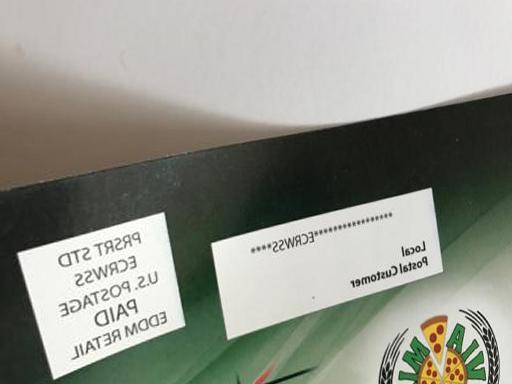 PRSRT STD
ECRWSS
U.S. POSTAGE
PAID
EDDM RETAIL
*****************ECRWSS****
Local
Postal Customer